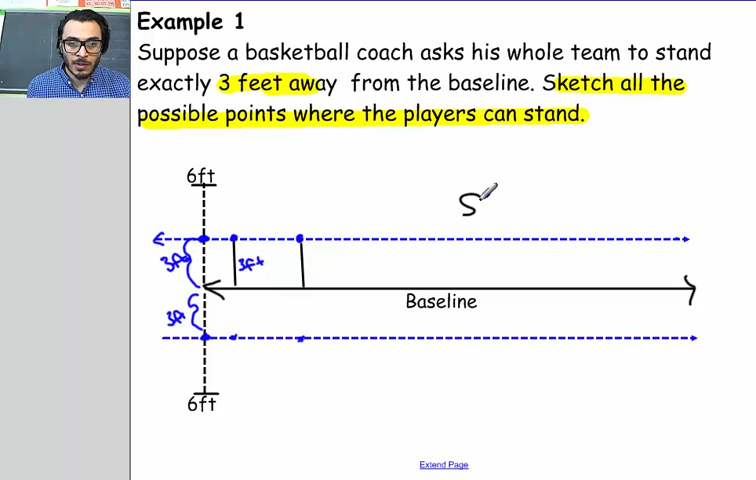 Example 1
Suppose a basketball coach asks his whole team to stand
exactly 3 feet away from the baseline. Sketch all the
possible points where the players can stand.
6ft
S
3ft
3ft
Baseline
3ft
6ft
Extend Page